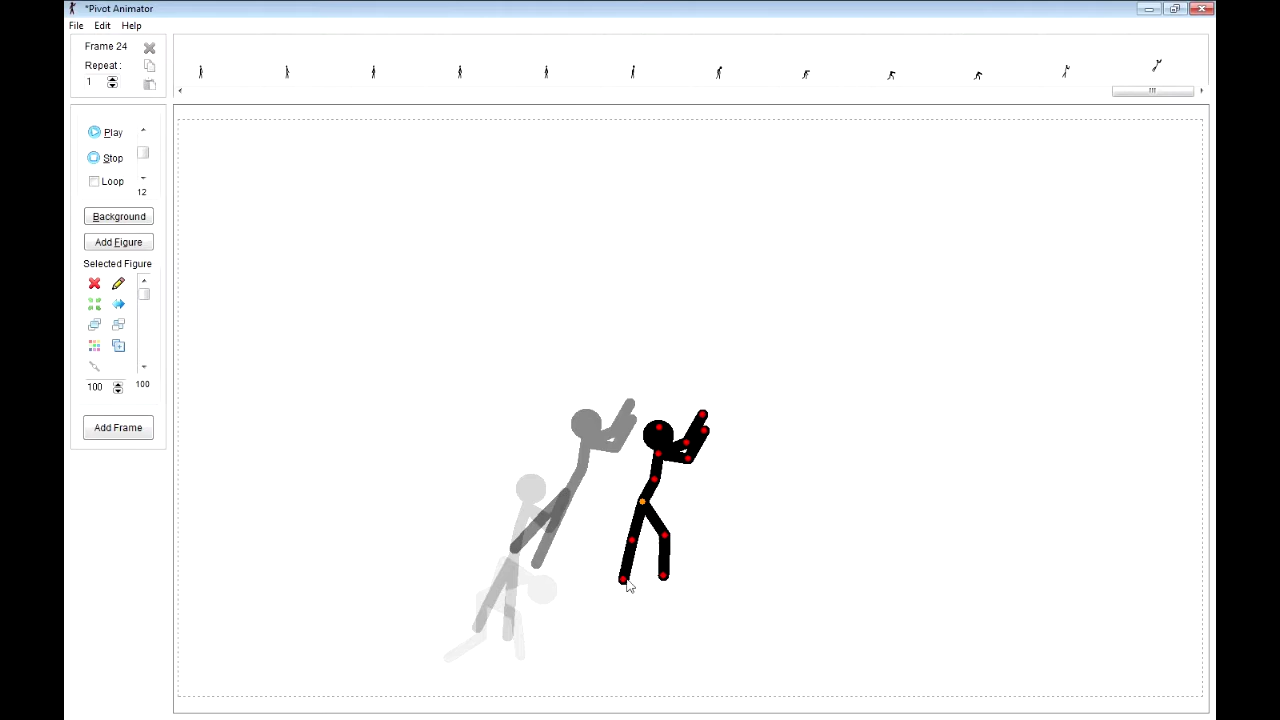 *Pivot Animator
File Edit Help
Frame 24
Repeat :
1
Play
Stop
Loop
12
Background
Add Figure
Selected Figure
100 100
Add Frame